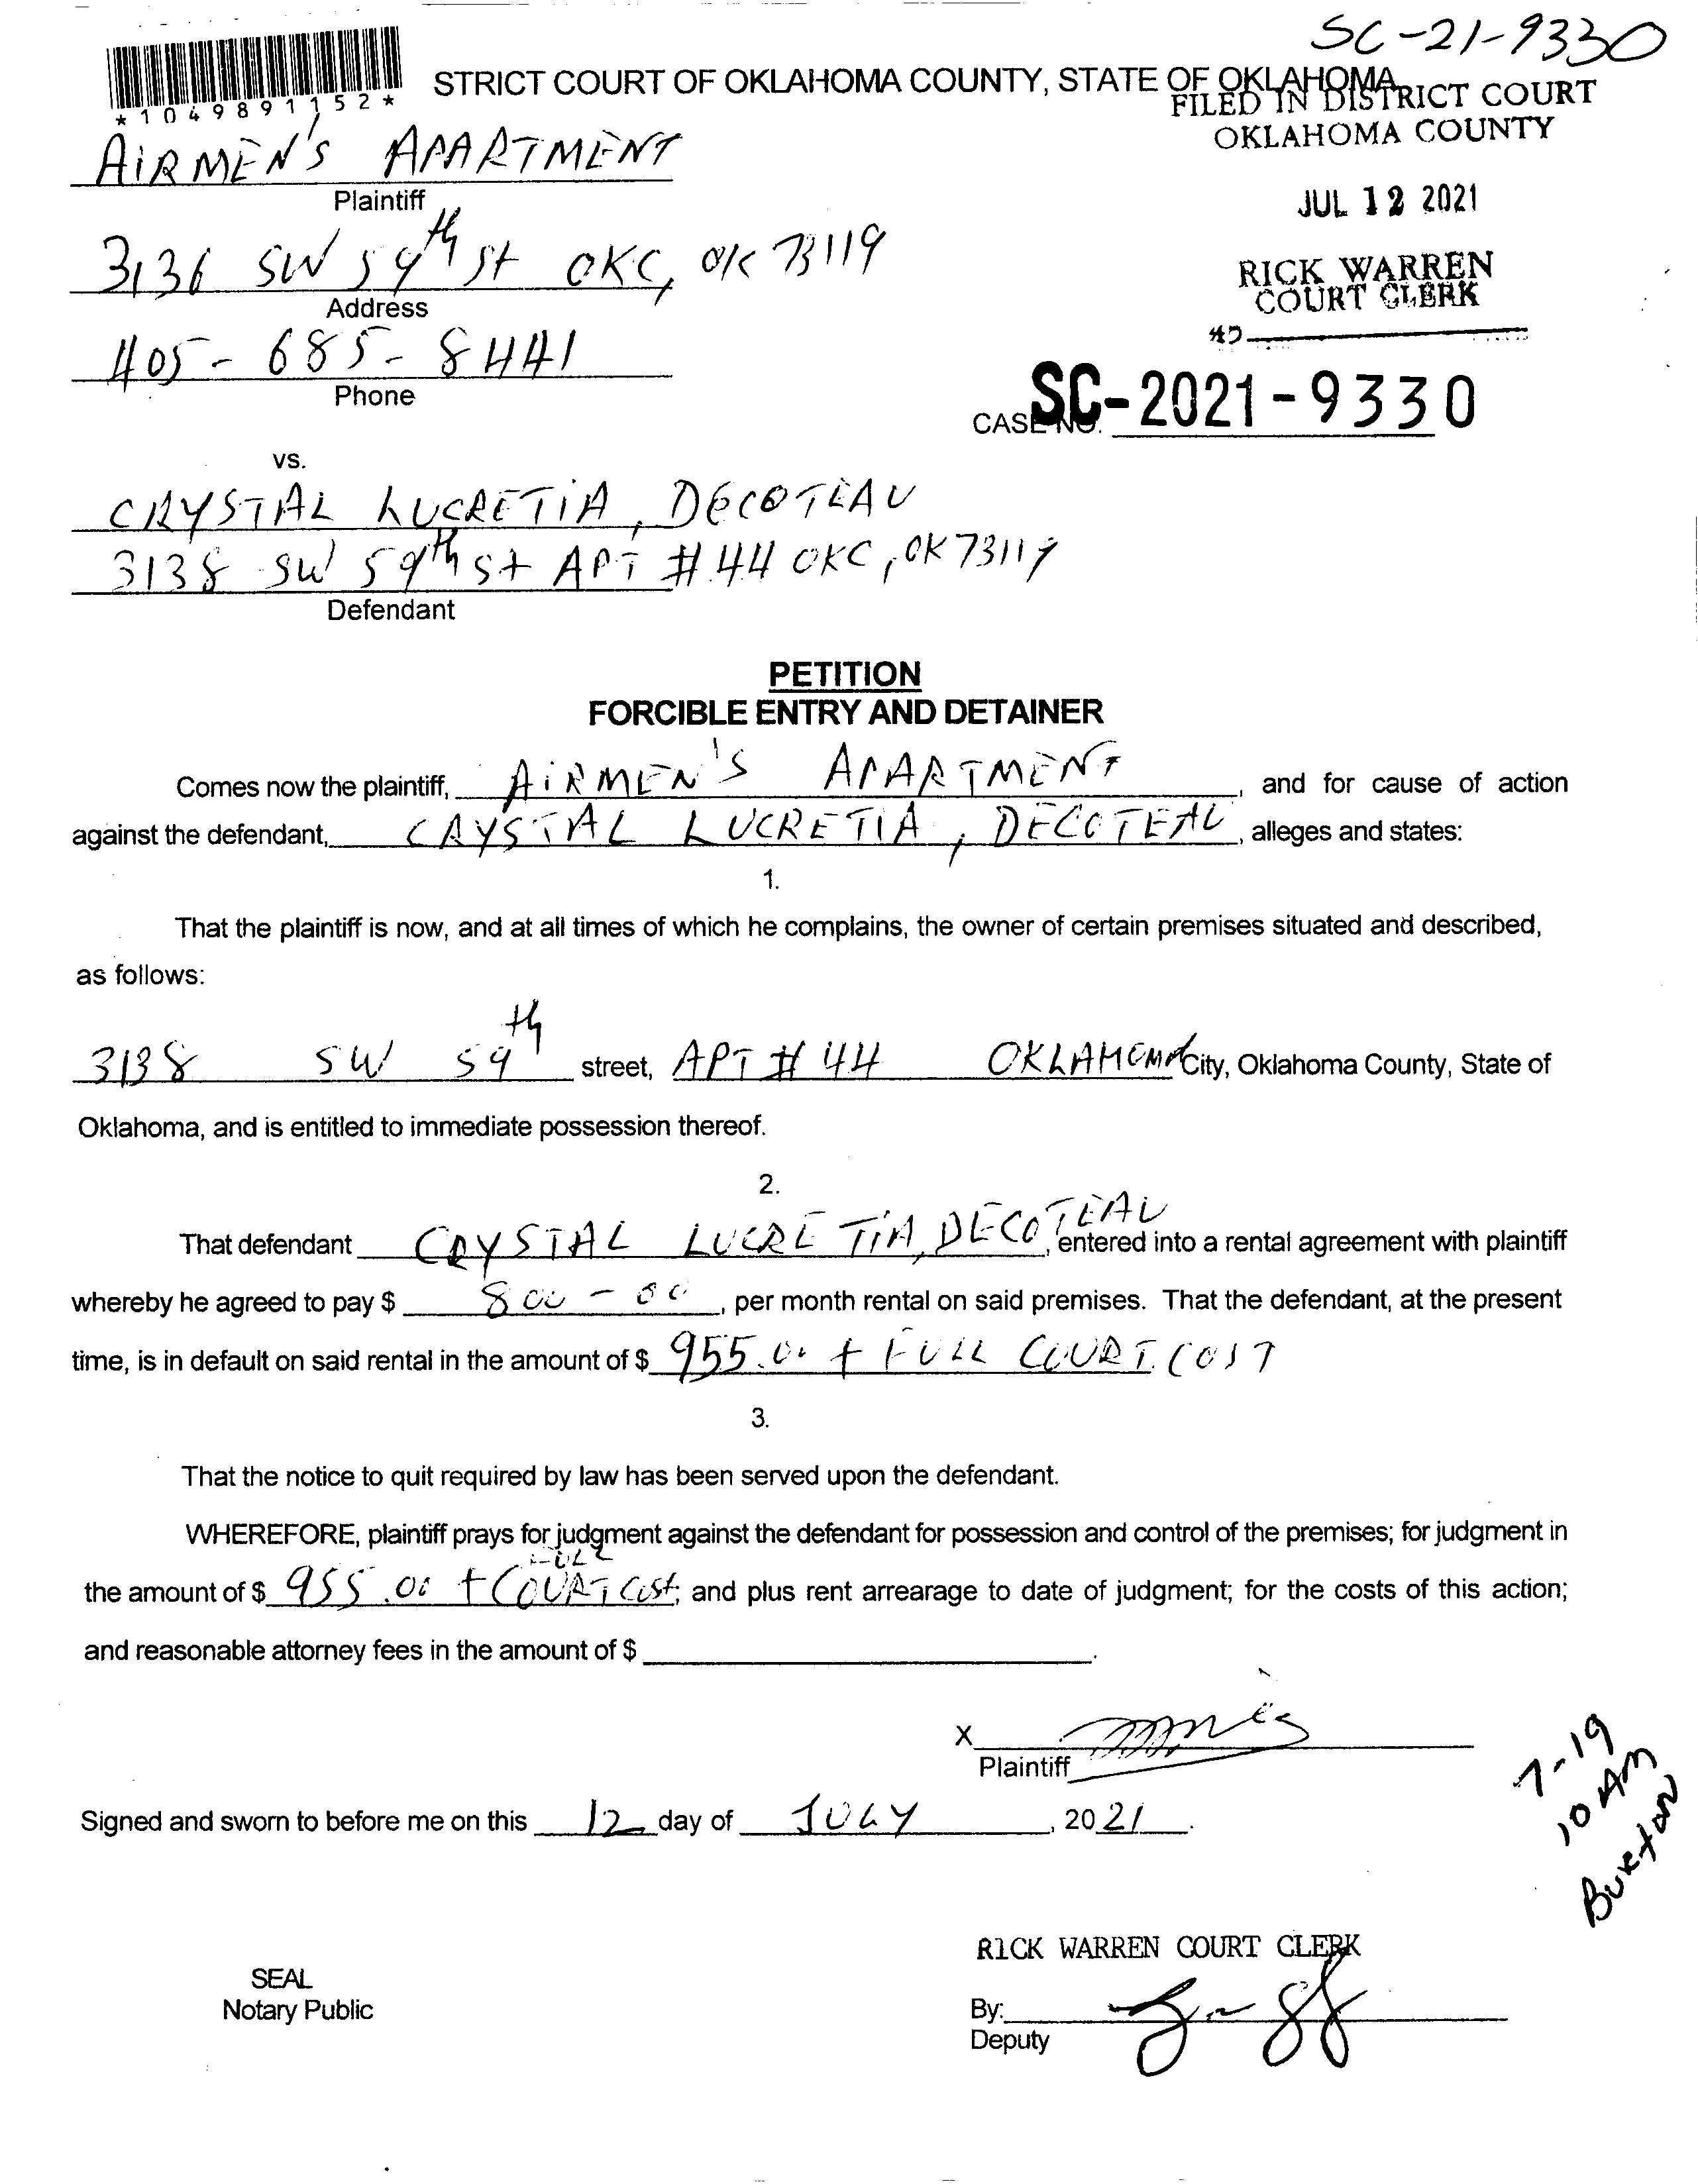 SC-21-9330
STRICT COURT OF OKLAHOMA COUNTY, STATE OF OKLAHOMA
*1049891152*
FILED IN DISTRICT COURT
OKLAHOMA COUNTY
AIRMEN'S APARTMENT
Plaintiff
JUL 12 2021
3136 SW 59th St OKC, OK 73119
Address
RICK WARREN
COURT CLERK
405-685-8441
Phone
CASE NO. SC-2021-9330
vs.
CRYSTAL LUCRETIA, DECOTEAU
3138 SW 59th St APT #44 OKC, OK 73119
Defendant
PETITION
FORCIBLE ENTRY AND DETAINER
Comes now the plaintiff, AIRMEN'S APARTMENT, and for cause of action
against the defendant, CRYSTAL LUCRETIA, DECOTEAU, alleges and states:
1.
That the plaintiff is now, and at all times of which he complains, the owner of certain premises situated and described,
as follows:
3138 SW 59th street, APT # 44 OKLAHOMA City, Oklahoma County, State of
Oklahoma, and is entitled to immediate possession thereof.
2.
That defendant CRYSTAL LUCRETIA, DECOTEAU, entered into a rental agreement with plaintiff
whereby he agreed to pay $ 800-00, per month rental on said premises. That the defendant, at the present
time, is in default on said rental in the amount of $ 955.00 + FULL COURT COST
3.
That the notice to quit required by law has been served upon the defendant.
WHEREFORE, plaintiff prays for judgment against the defendant for possession and control of the premises; for judgment in
the amount of $ 955.00 + FULL COURT Cost; and plus rent arrearage to date of judgment; for the costs of this action;
and reasonable attorney fees in the amount of $ .
X
Plaintiff
7-19
10 AM
Buxton
Signed and sworn to before me on this 12 day of JULY, 2021.
RICK WARREN COURT CLERK
SEAL
Notary Public
By:
Deputy